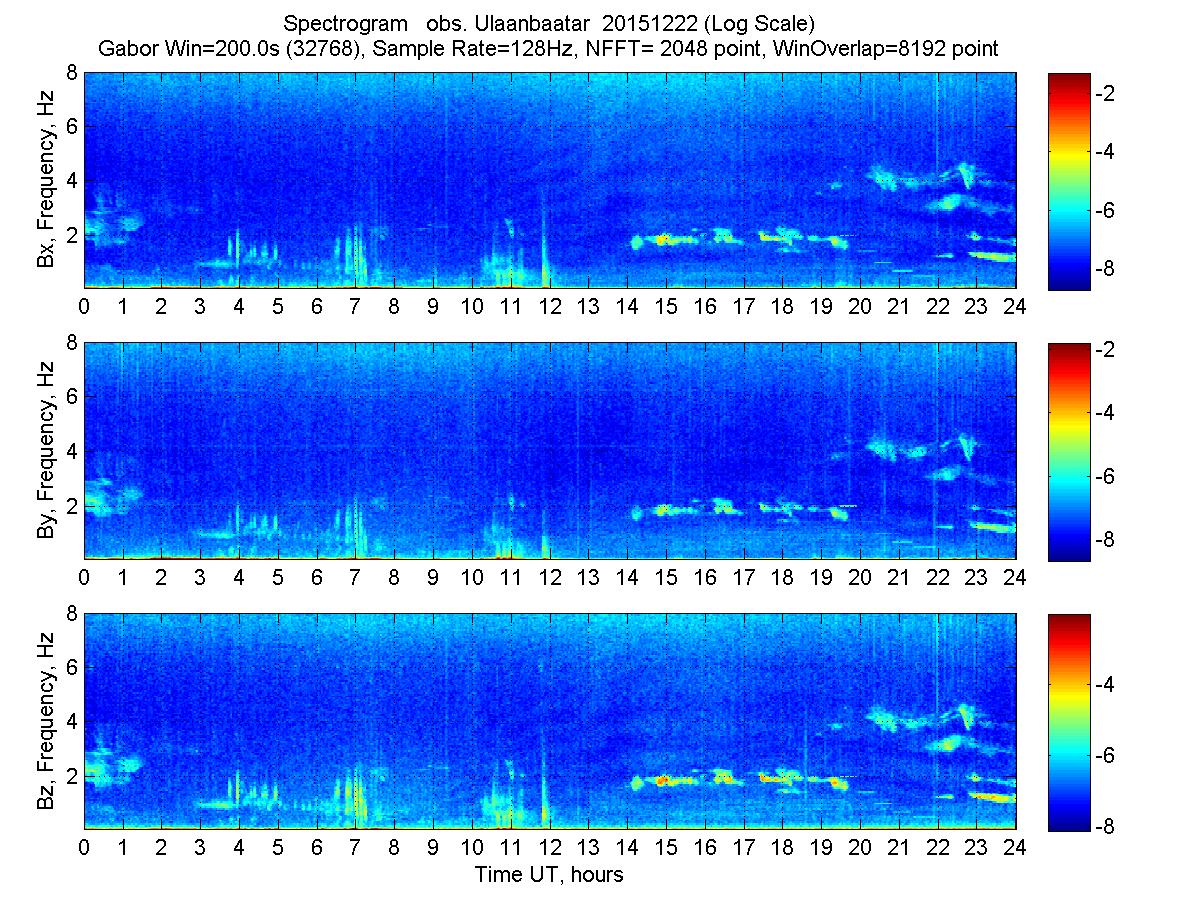 Spectrogram   obs. Ulaanbaatar  20151222 (Log Scale)
Gabor Win=200.0s (32768), Sample Rate=128Hz, NFFT= 2048 point, WinOverlap=8192 point
Bx, Frequency, Hz
8
6
4
2
0 1 2 3 4 5 6 7 8 9 10 11 12 13 14 15 16 17 18 19 20 21 22 23 24
-2
-4
-6
-8
By, Frequency, Hz
8
6
4
2
0 1 2 3 4 5 6 7 8 9 10 11 12 13 14 15 16 17 18 19 20 21 22 23 24
-2
-4
-6
-8
Bz, Frequency, Hz
8
6
4
2
0 1 2 3 4 5 6 7 8 9 10 11 12 13 14 15 16 17 18 19 20 21 22 23 24
-4
-6
-8
Time UT, hours